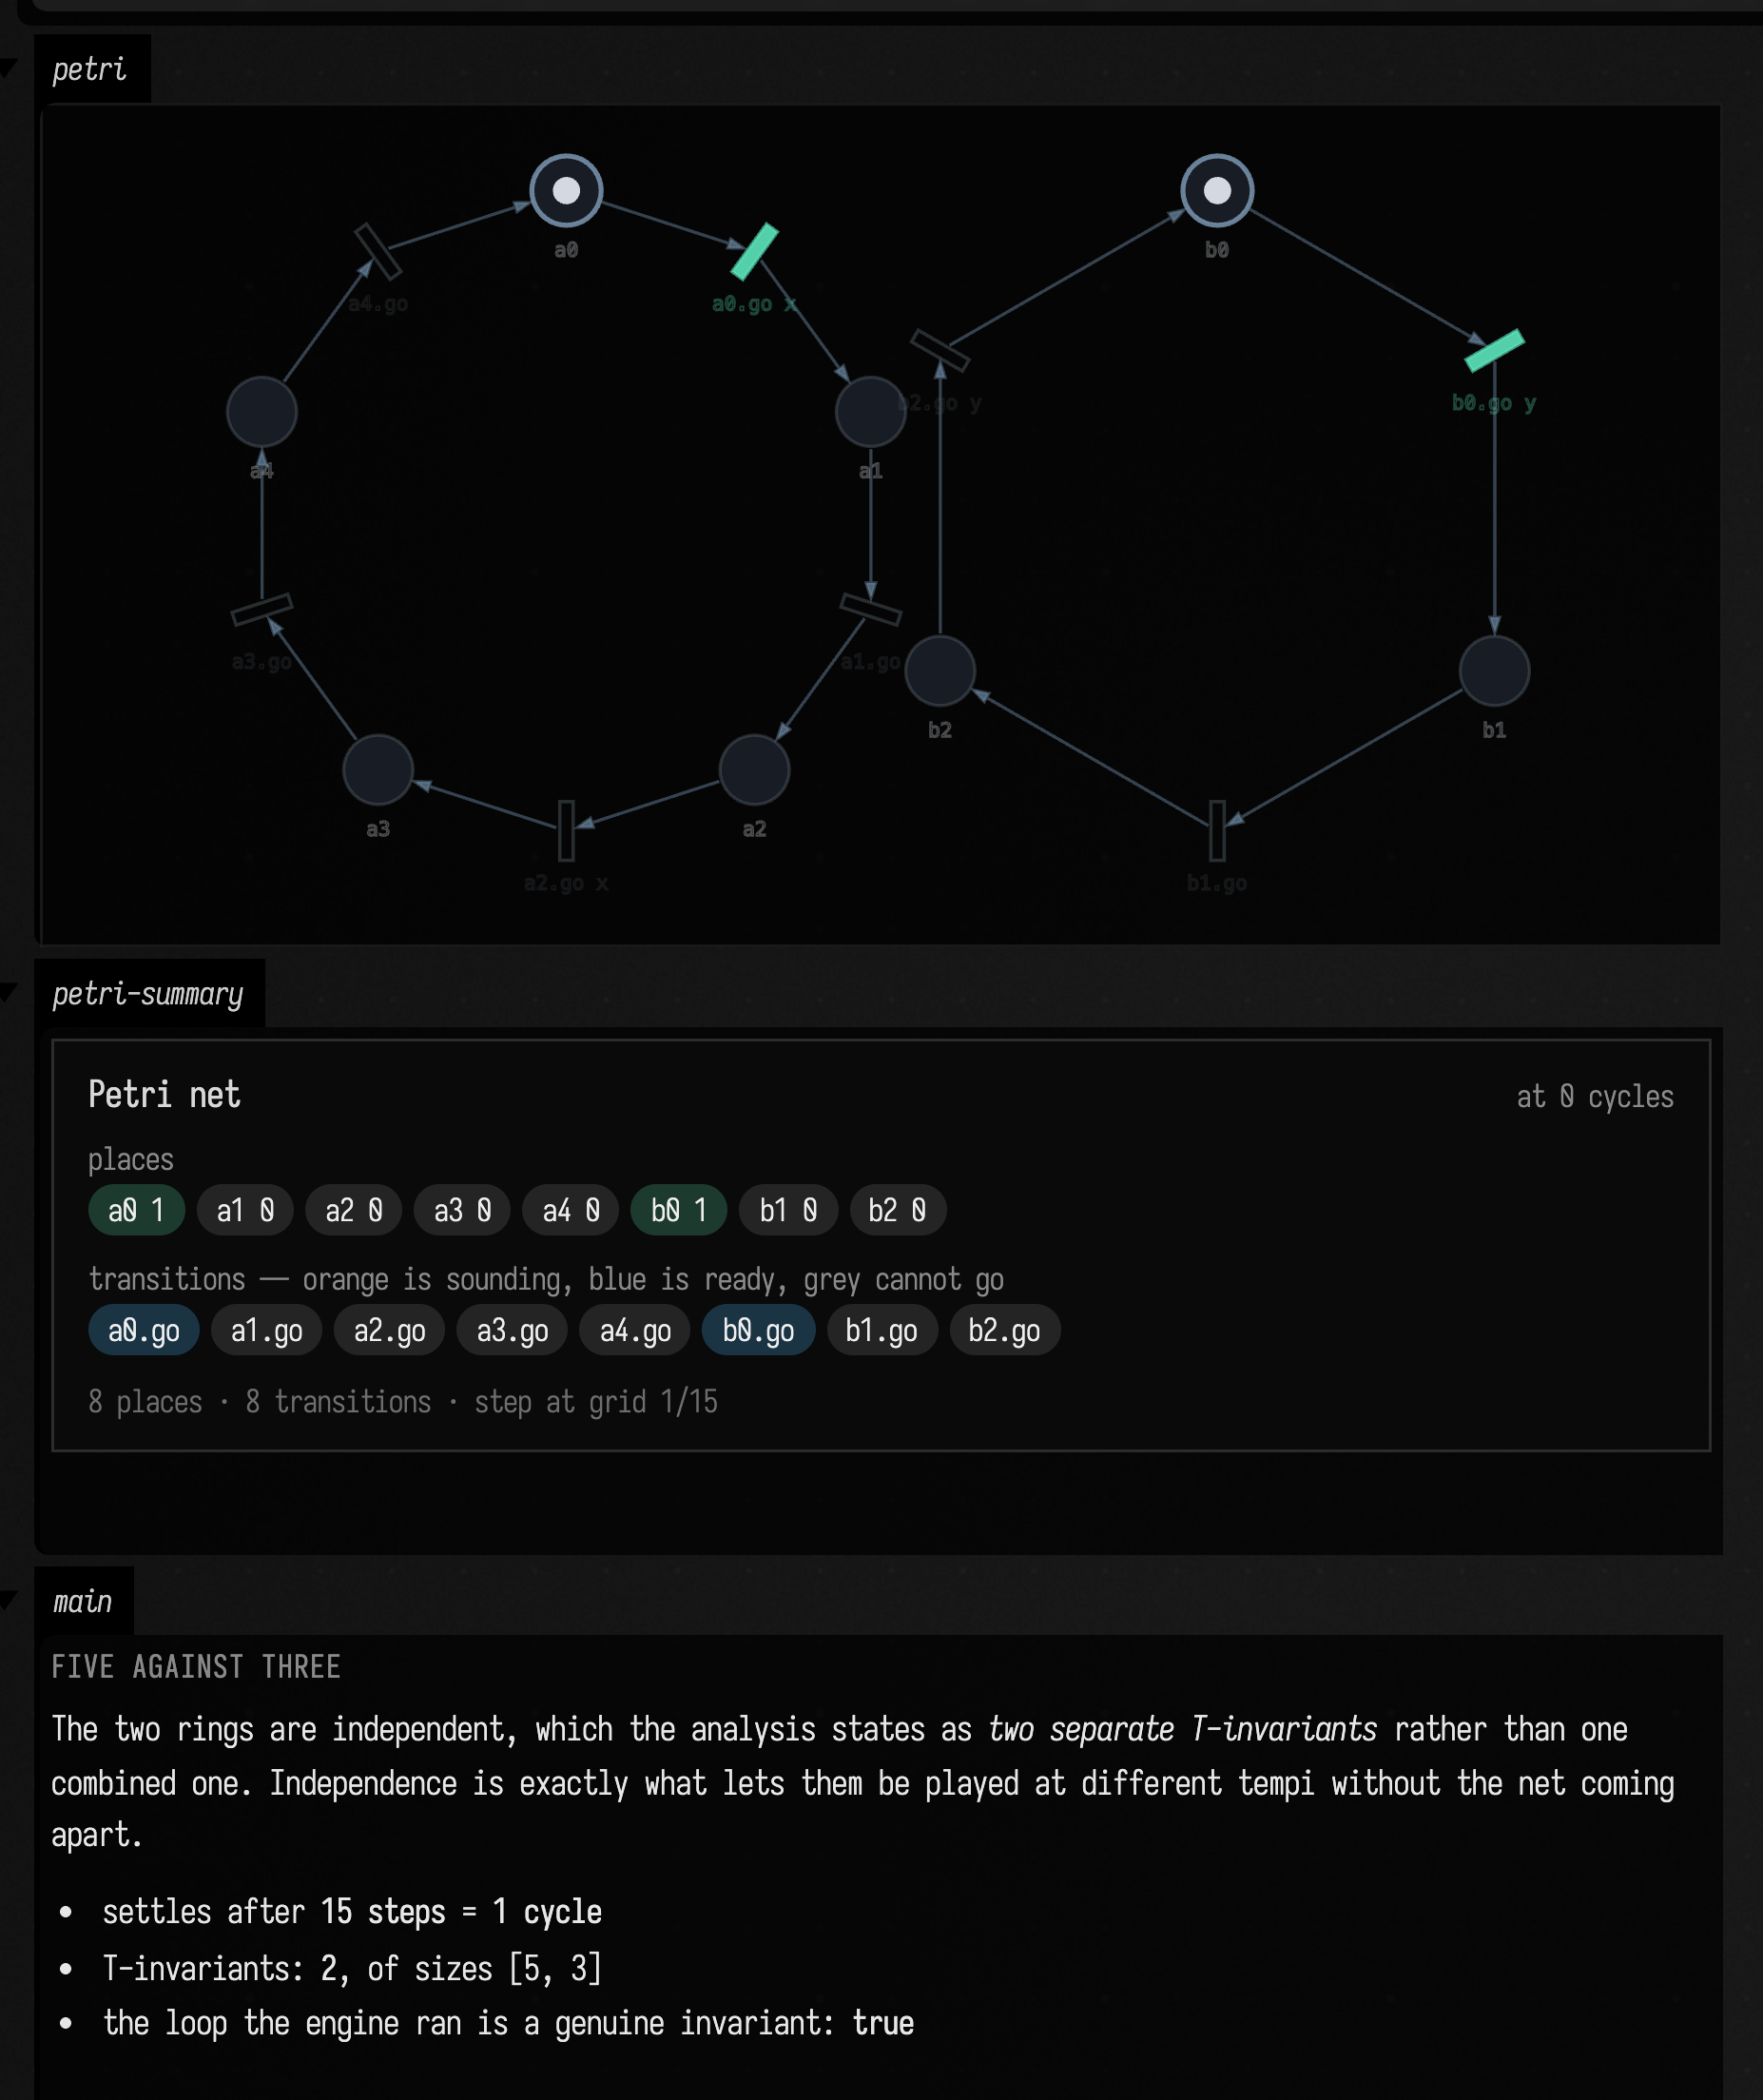 petri
a0
b0
a4.go
a0.go x
b2.go y
b0.go y
a4
a1
a3.go
a1.go
b2
b1
a3
a2
a2.go x
b1.go
petri-summary
Petri net
at 0 cycles
places
a0 1
a1 0
a2 0
a3 0
a4 0
b0 1
b1 0
b2 0
transitions — orange is sounding, blue is ready, grey cannot go
a0.go
a1.go
a2.go
a3.go
a4.go
b0.go
b1.go
b2.go
8 places · 8 transitions · step at grid 1/15
main
FIVE AGAINST THREE
The two rings are independent, which the analysis states as two separate T-invariants rather than one
combined one. Independence is exactly what lets them be played at different tempi without the net coming
apart.
• settles after 15 steps = 1 cycle
• T-invariants: 2, of sizes [5, 3]
• the loop the engine ran is a genuine invariant: true